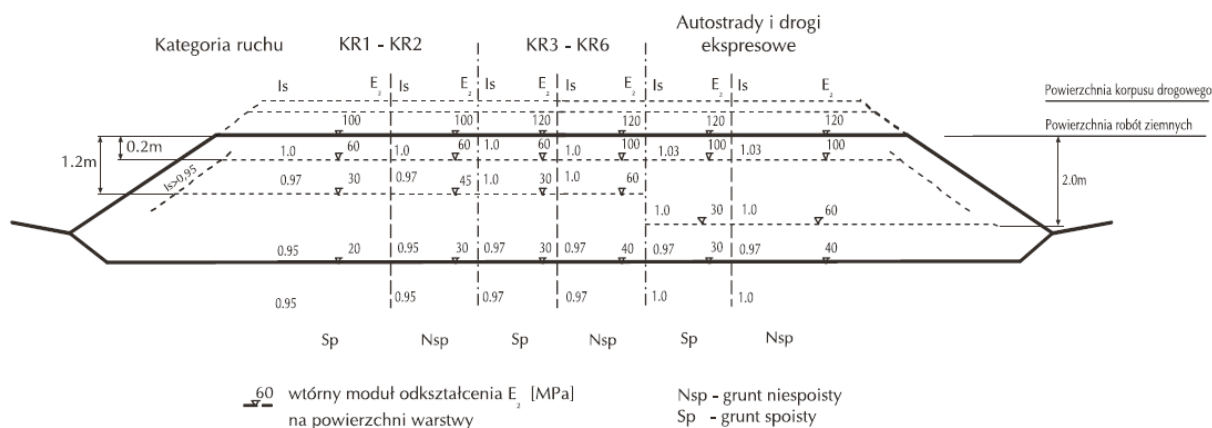 Kategoria ruchu KR1 - KR2 KR3 - KR6 Autostrady i drogi
ekspresowe
Is E₂ Is E₂ Is E₂ Is E₂ Is E₂ Is E₂
Powierzchnia korpusu drogowego
100 100 120 120 120 120
Powierzchnia robót ziemnych
1.2m 0.2m
1.0 60 1.0 60 1.0 60 1.0 100 1.03 100 1.03 100
Is>0,95
0.97 30 0.97 45 1.0 30 1.0 60
2.0m
1.0 30 1.0 60
0.95 20 0.95 30 0.97 30 0.97 40 0.97 30 0.97 40
0.95 0.95 0.97 0.97 1.0 1.0
Sp Nsp Sp Nsp Sp Nsp
60 wtórny moduł odkształcenia E₂ [MPa]
na powierzchni warstwy
Nsp - grunt niespoisty
Sp - grunt spoisty